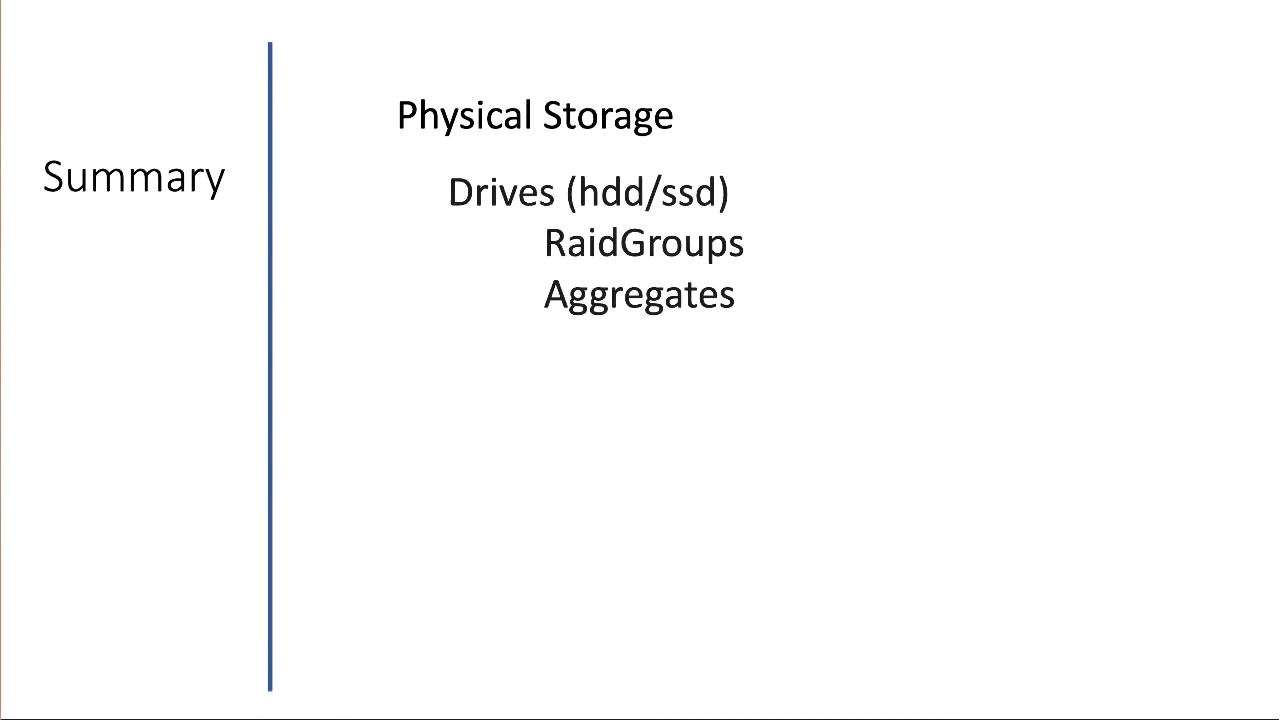 Summary
Physical Storage
Drives (hdd/ssd)
RaidGroups
Aggregates